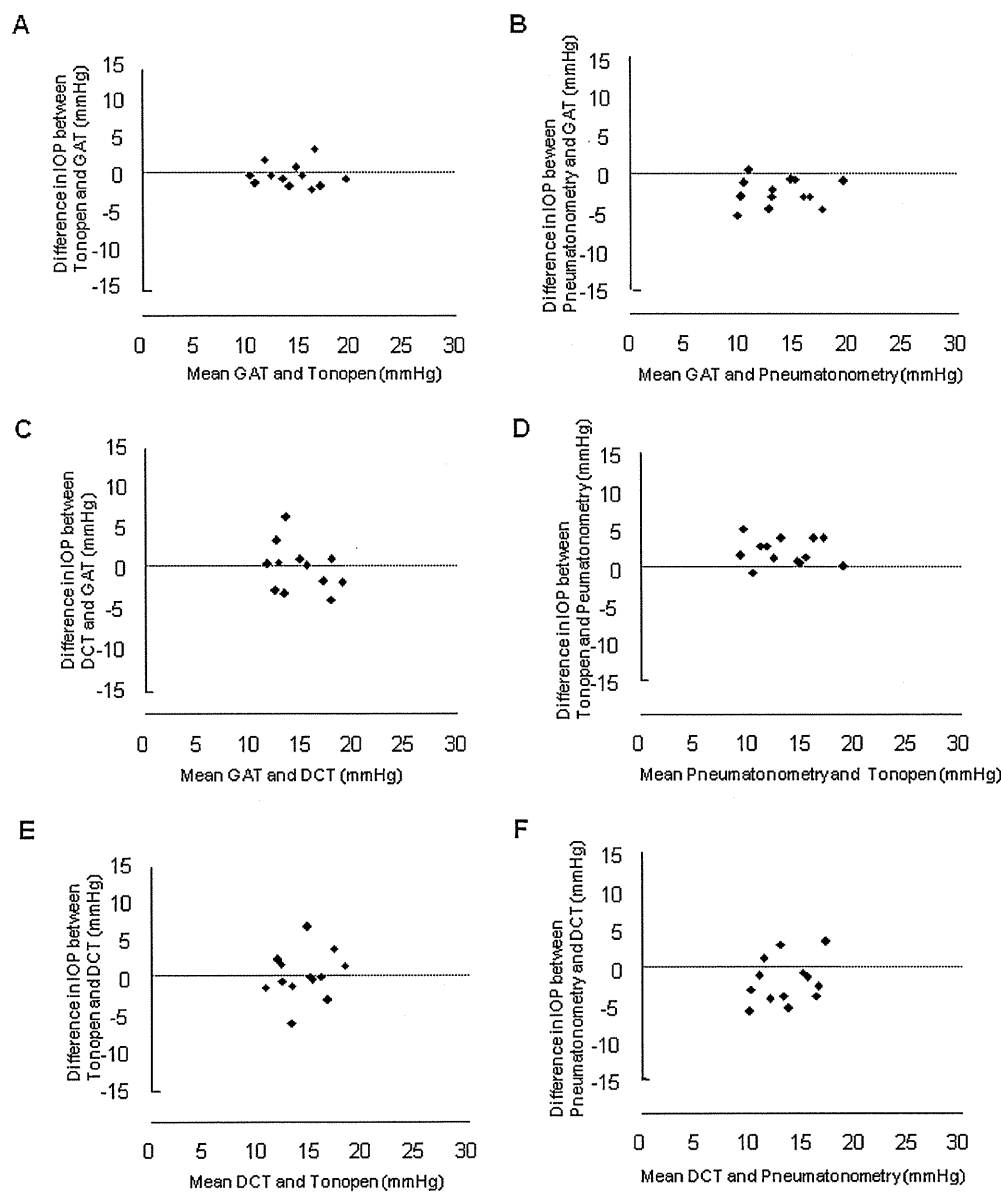 A
Difference in IOP between
Tonopen and GAT (mmHg)
15
10
5
0
-5
-10
-15
0 5 10 15 20 25 30
Mean GAT and Tonopen (mmHg)
B
Difference in IOP beween
Pneumatonometry and GAT (mmHg)
15
10
5
0
-5
-10
-15
0 5 10 15 20 25 30
Mean GAT and Pneumatonometry (mmHg)
C
Difference in IOP between
DCT and GAT (mmHg)
15
10
5
0
-5
-10
-15
0 5 10 15 20 25 30
Mean GAT and DCT (mmHg)
D
Difference in IOP between
Tonopen and Peumatonometry (mmHg)
15
10
5
0
-5
-10
-15
0 5 10 15 20 25 30
Mean Pneumatonometry and Tonopen (mmHg)
E
Difference in IOP between
Tonopen and DCT (mmHg)
15
10
5
0
-5
-10
-15
0 5 10 15 20 25 30
Mean DCT and Tonopen (mmHg)
F
Difference in IOP between
Pneumatonometry and DCT (mmHg)
15
10
5
0
-5
-10
-15
0 5 10 15 20 25 30
Mean DCT and Pneumatonometry (mmHg)